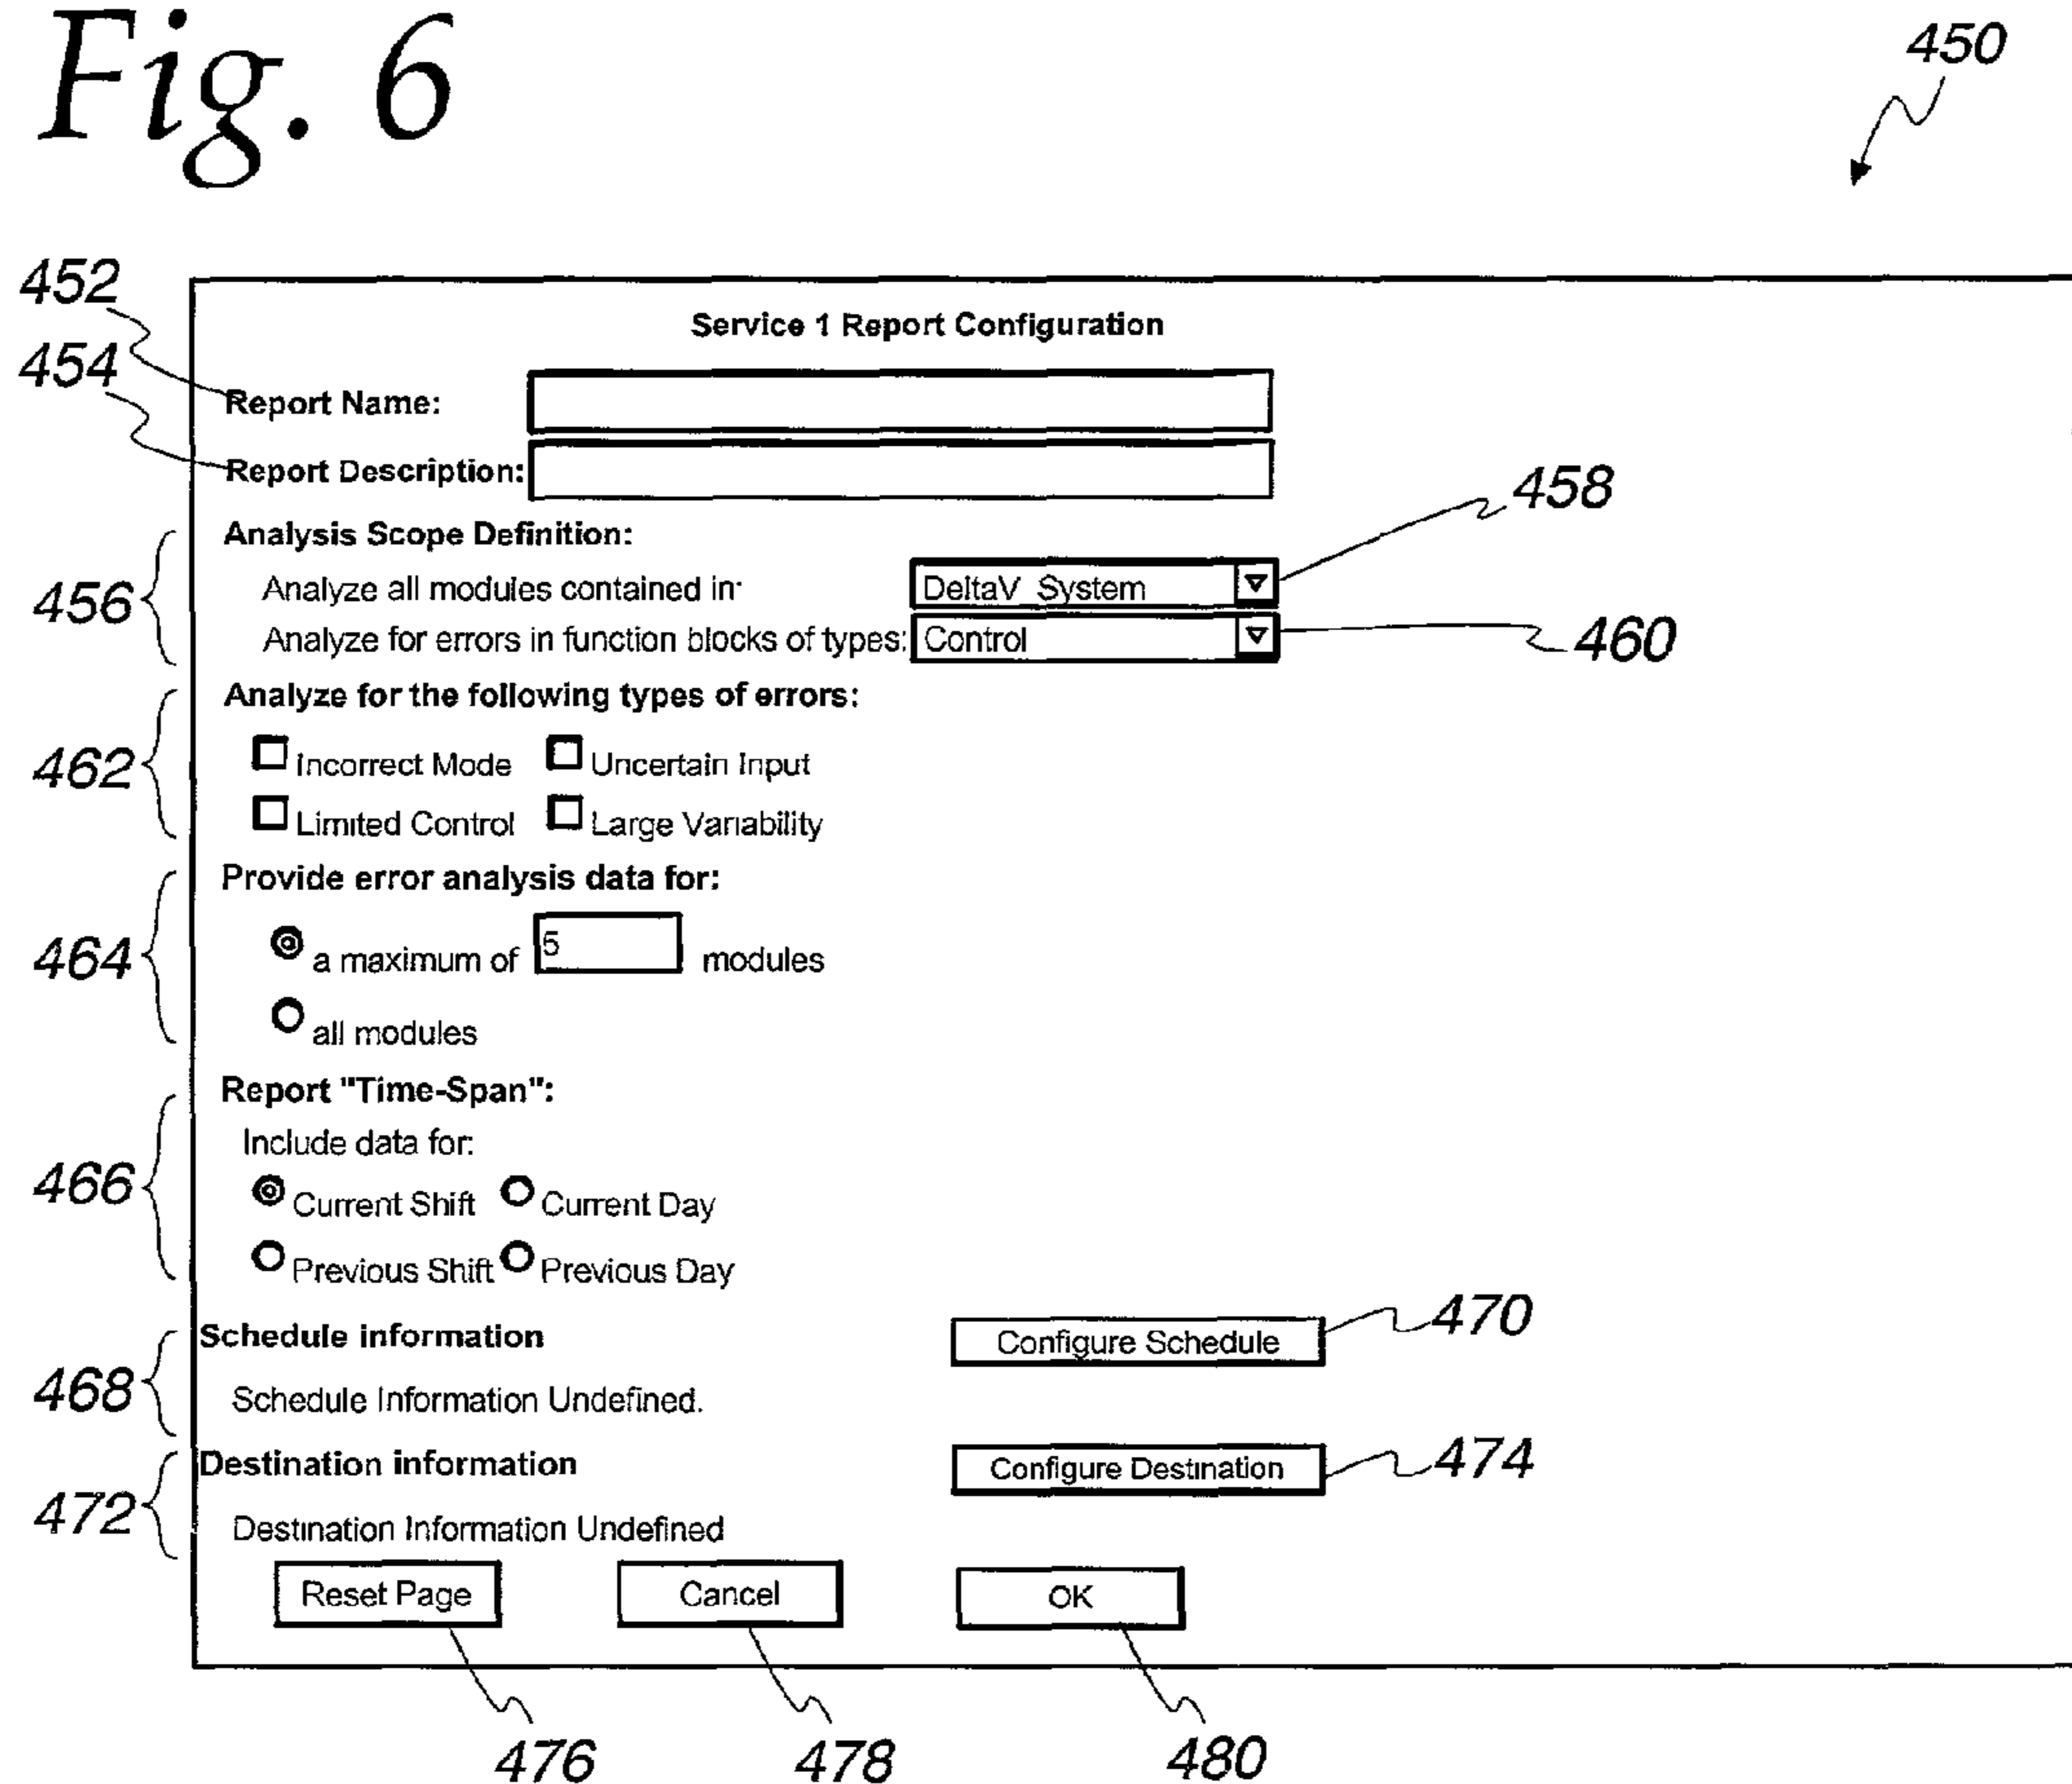 Fig. 6
450
452
Service 1 Report Configuration
454
Report Name:
Report Description:
458
456
Analysis Scope Definition:
Analyze all modules contained in: DeltaV_System
Analyze for errors in function blocks of types: Control
460
462
Analyze for the following types of errors:
Incorrect Mode Uncertain Input
Limited Control Large Variability
464
Provide error analysis data for:
a maximum of 5 modules
all modules
466
Report "Time-Span":
Include data for:
Current Shift Current Day
Previous Shift Previous Day
468
Schedule information Configure Schedule 470
Schedule Information Undefined.
472
Destination information Configure Destination 474
Destination Information Undefined
Reset Page Cancel OK
476 478 480